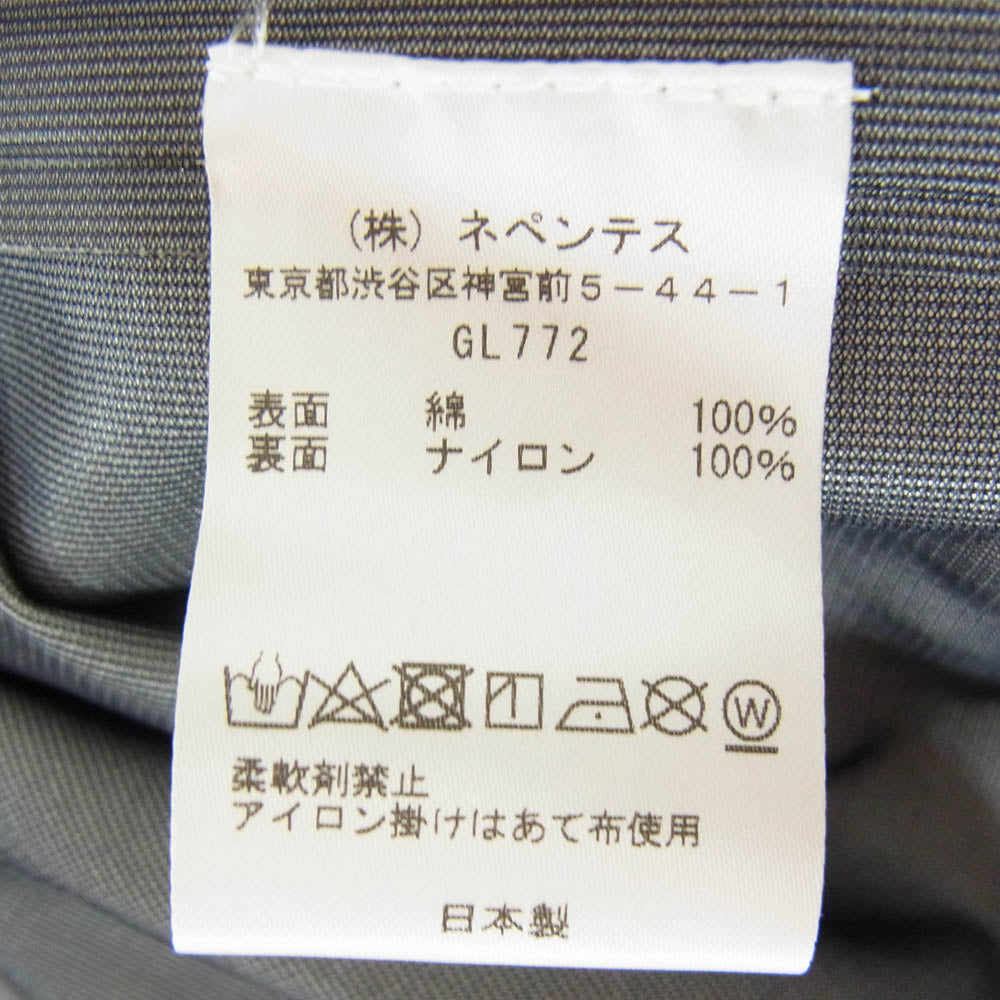 (株)ネペンテス
東京都渋谷区神宮前5-44-1
GL772
表面 綿 100%
裏面 ナイロン 100%
W
柔軟剤禁止
アイロン掛けはあて布使用
日本製